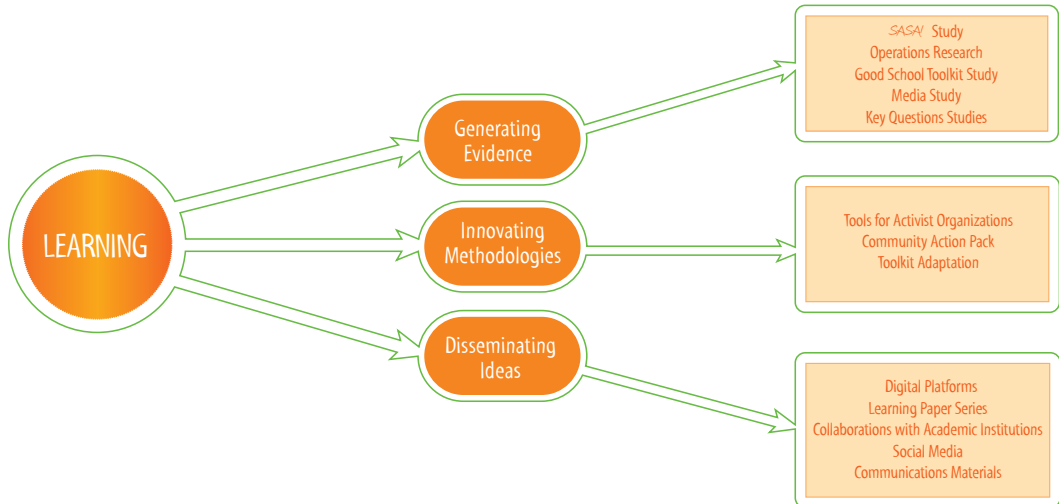 LEARNING
Generating
Evidence
SASA! Study
Operations Research
Good School Toolkit Study
Media Study
Key Questions Studies
Innovating
Methodologies
Tools for Activist Organizations
Community Action Pack
Toolkit Adaptation
Disseminating
Ideas
Digital Platforms
Learning Paper Series
Collaborations with Academic Institutions
Social Media
Communications Materials